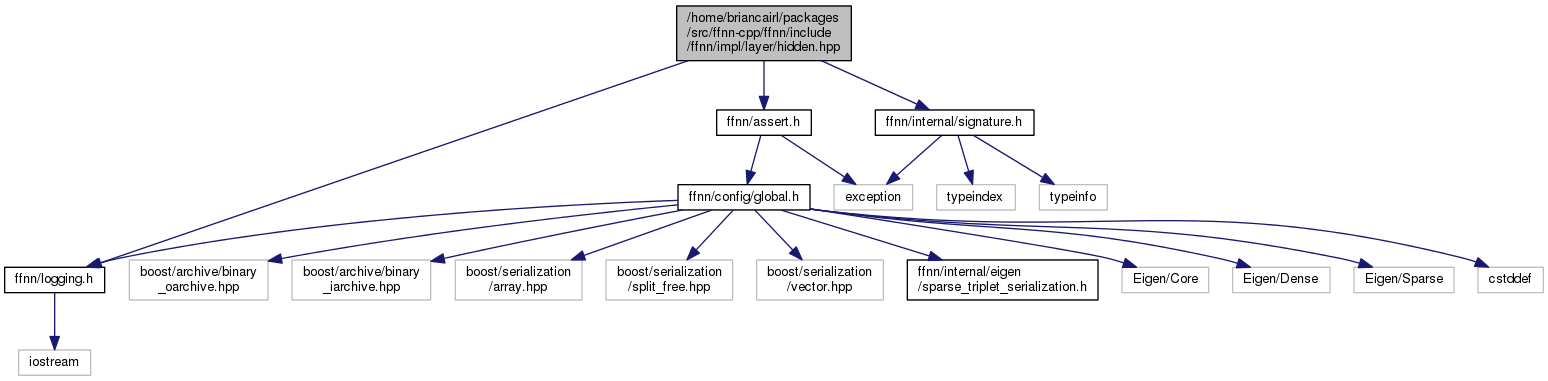 /home/briancairl/packages
/src/ffnn-cpp/ffnn/include
/ffnn/impl/layer/hidden.hpp
ffnn/assert.h
ffnn/internal/signature.h
ffnn/config/global.h
exception
typeindex
typeinfo
ffnn/logging.h
boost/archive/binary
_oarchive.hpp
boost/archive/binary
_iarchive.hpp
boost/serialization
/array.hpp
boost/serialization
/split_free.hpp
boost/serialization
/vector.hpp
ffnn/internal/eigen
/sparse_triplet_serialization.h
Eigen/Core
Eigen/Dense
Eigen/Sparse
cstddef
iostream